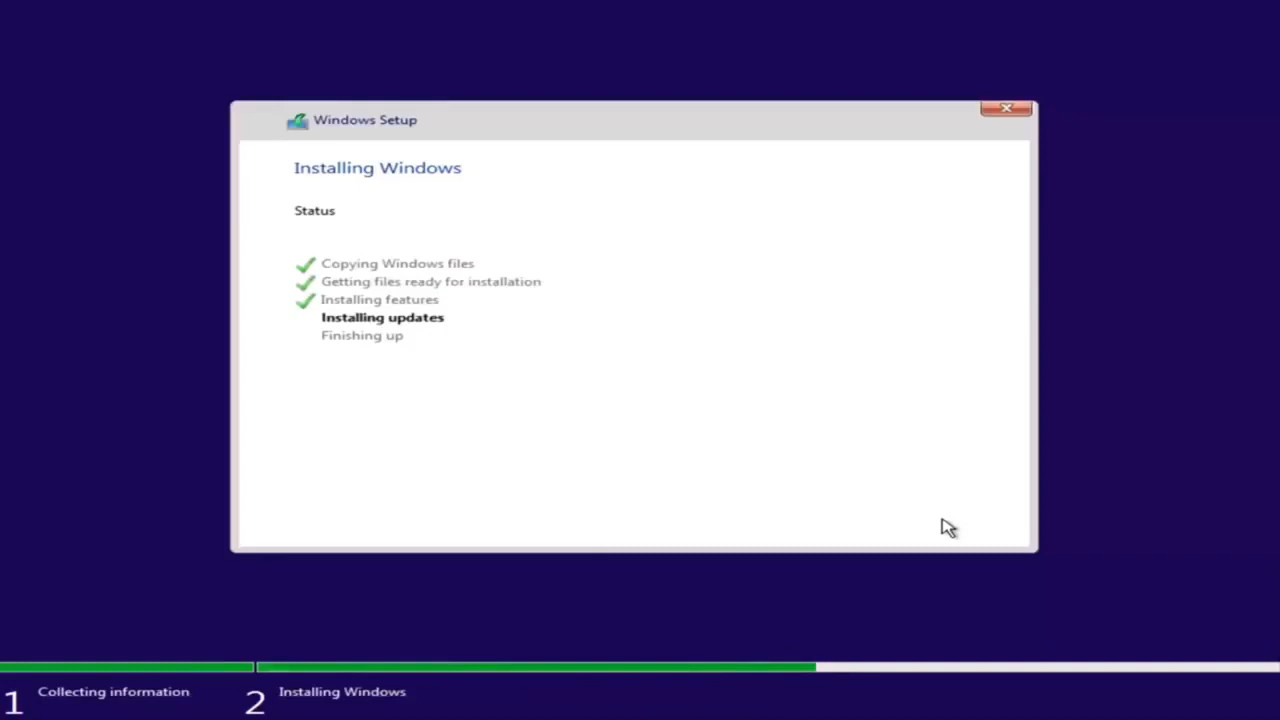 Windows Setup
Installing Windows
Status
Copying Windows files
Getting files ready for installation
Installing features
Installing updates
Finishing up
1 Collecting information
2 Installing Windows